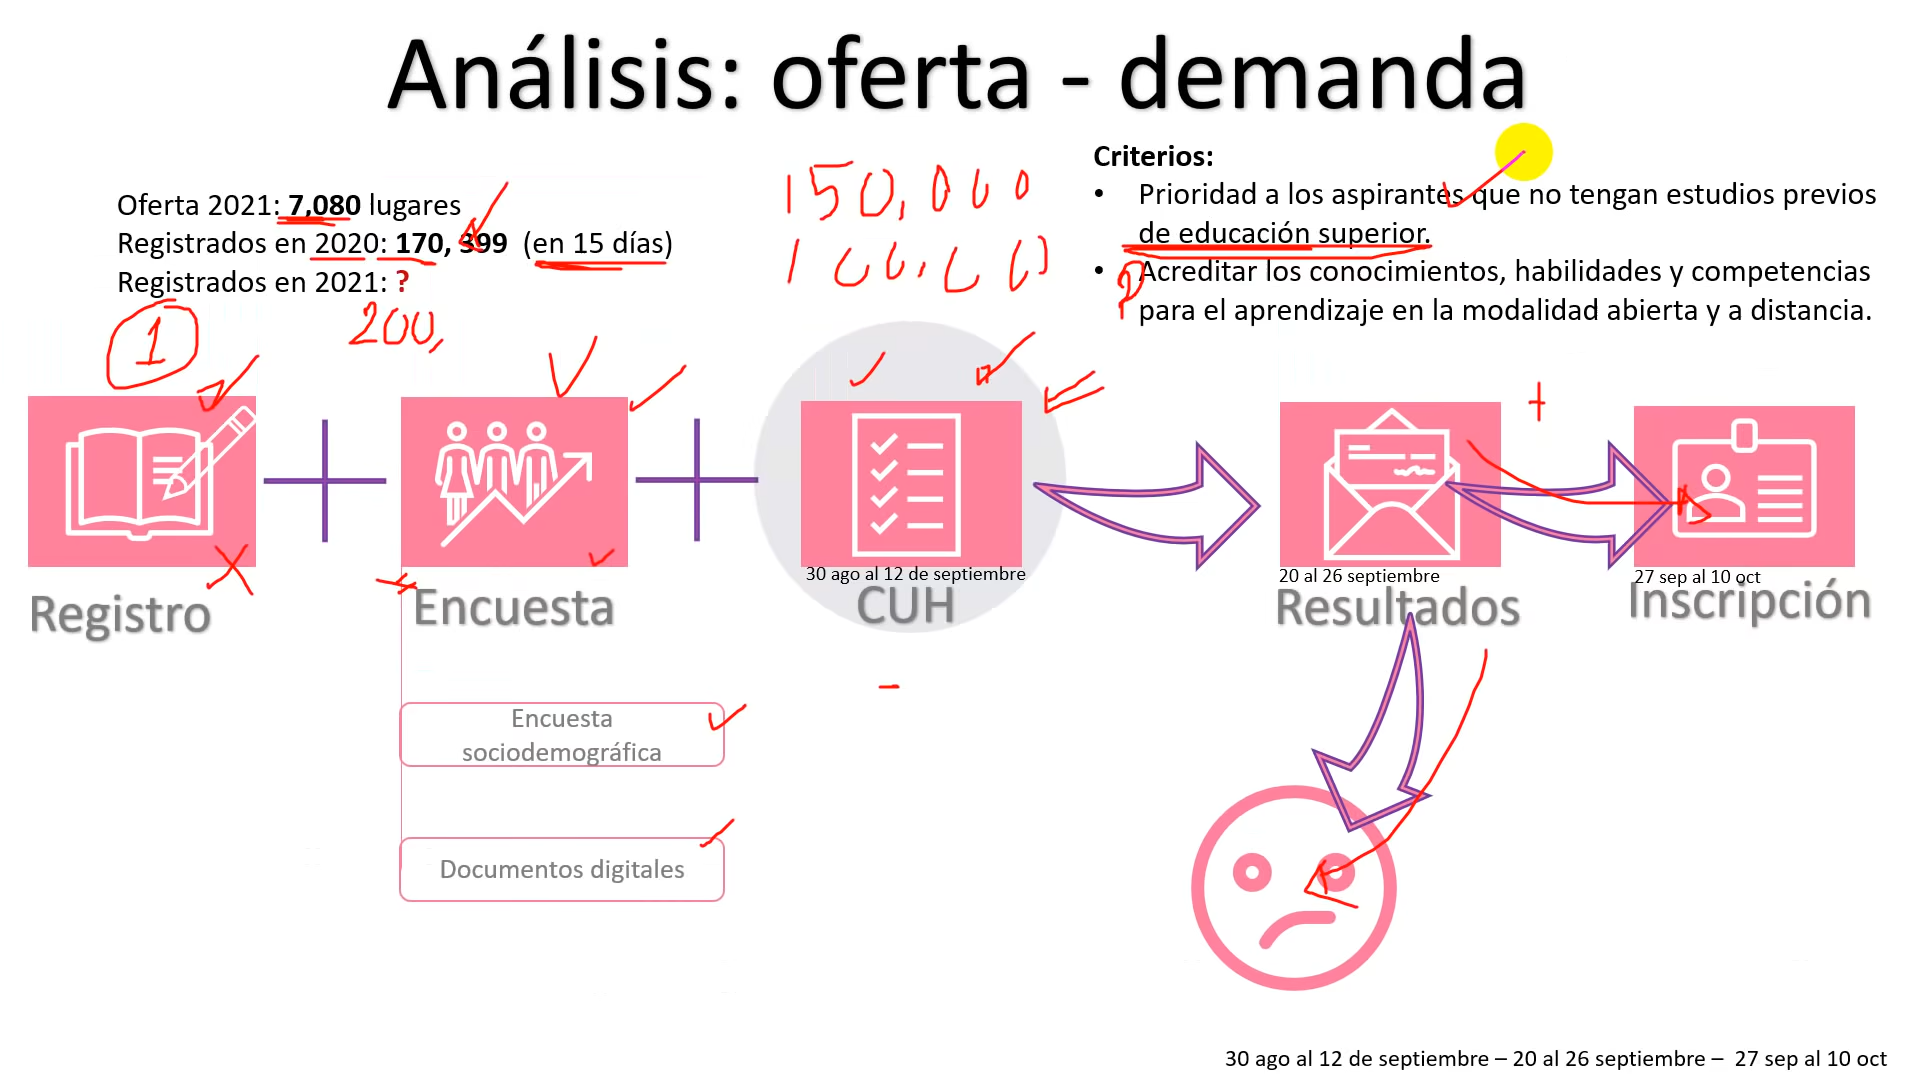 Análisis: oferta - demanda
Oferta 2021: 7,080 lugares
Registrados en 2020: 170, 399 (en 15 días)
Registrados en 2021: ?
200,
1
150,000
100,000
Criterios:
• Prioridad a los aspirantes que no tengan estudios previos
de educación superior.
• Acreditar los conocimientos, habilidades y competencias
para el aprendizaje en la modalidad abierta y a distancia.
Registro
Encuesta
30 ago al 12 de septiembre
CUH
20 al 26 septiembre
Resultados
27 sep al 10 oct
Inscripción
Encuesta
sociodemográfica
Documentos digitales
30 ago al 12 de septiembre – 20 al 26 septiembre – 27 sep al 10 oct